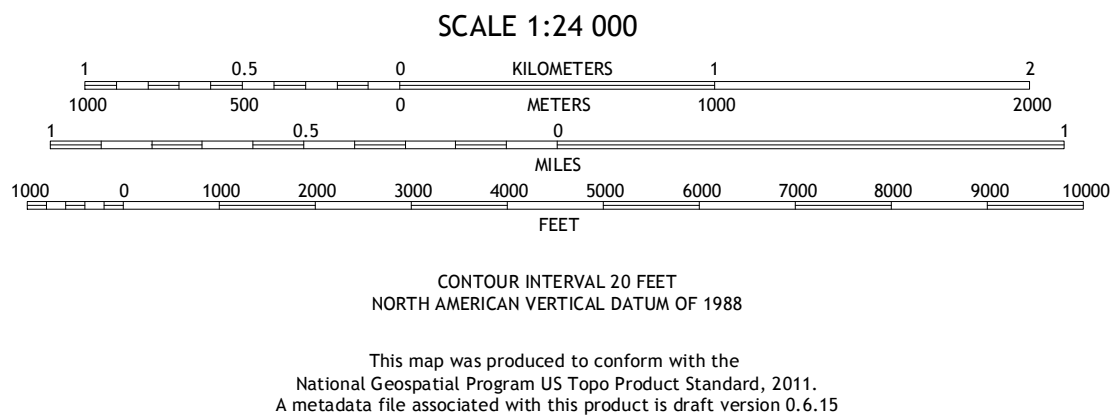 SCALE 1:24 000
1 0.5 0 KILOMETERS 1 2
1000 500 0 METERS 1000 2000
1 0.5 0 1
MILES
1000 0 1000 2000 3000 4000 5000 6000 7000 8000 9000 10000
FEET
CONTOUR INTERVAL 20 FEET
NORTH AMERICAN VERTICAL DATUM OF 1988
This map was produced to conform with the
National Geospatial Program US Topo Product Standard, 2011.
A metadata file associated with this product is draft version 0.6.15